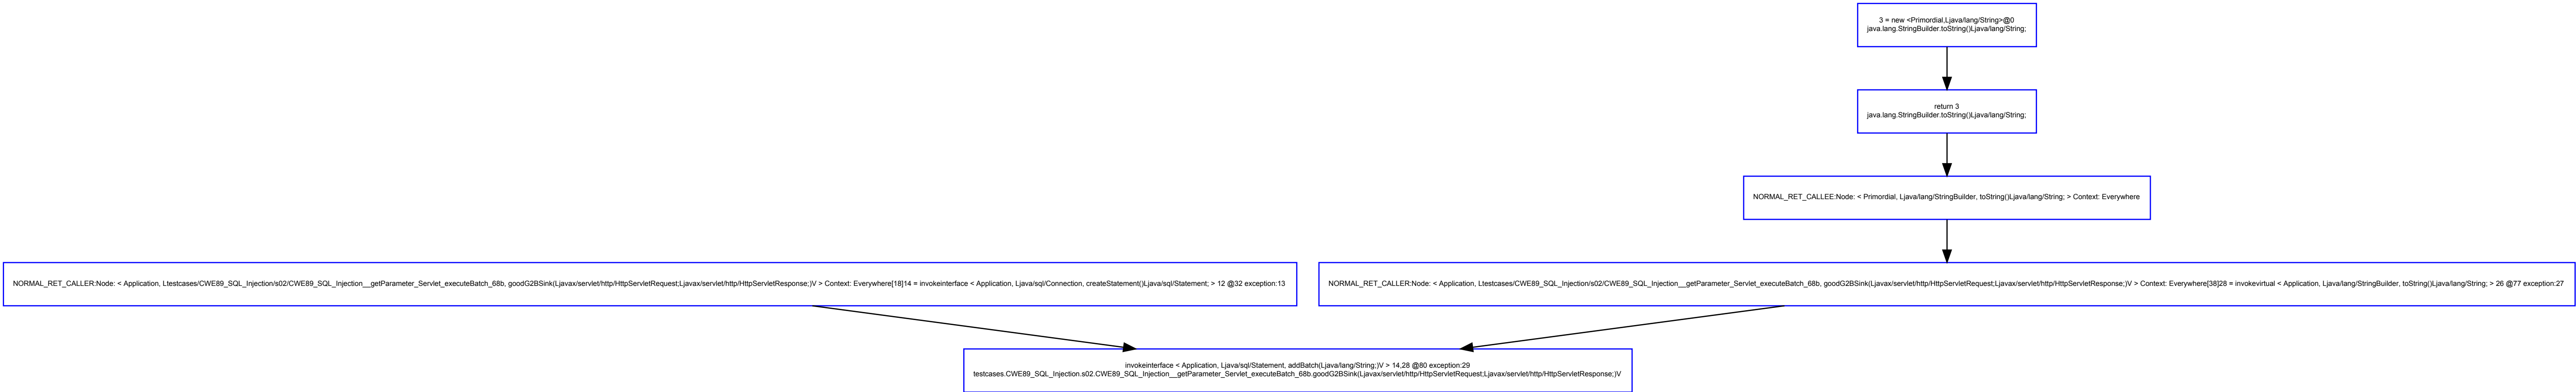 3 = new <Primordial,Ljava/lang/String>@0
java.lang.StringBuilder.toString()Ljava/lang/String;
return 3
java.lang.StringBuilder.toString()Ljava/lang/String;
NORMAL_RET_CALLEE:Node: < Primordial, Ljava/lang/StringBuilder, toString()Ljava/lang/String; > Context: Everywhere
NORMAL_RET_CALLER:Node: < Application, Ltestcases/CWE89_SQL_Injection/s02/CWE89_SQL_Injection__getParameter_Servlet_executeBatch_68b, goodG2BSink(Ljavax/servlet/http/HttpServletRequest;Ljavax/servlet/http/HttpServletResponse;)V > Context: Everywhere[18]14 = invokeinterface < Application, Ljava/sql/Connection, createStatement()Ljava/sql/Statement; > 12 @32 exception:13
NORMAL_RET_CALLER:Node: < Application, Ltestcases/CWE89_SQL_Injection/s02/CWE89_SQL_Injection__getParameter_Servlet_executeBatch_68b, goodG2BSink(Ljavax/servlet/http/HttpServletRequest;Ljavax/servlet/http/HttpServletResponse;)V > Context: Everywhere[38]28 = invokevirtual < Application, Ljava/lang/StringBuilder, toString()Ljava/lang/String; > 26 @77 exception:27
invokeinterface < Application, Ljava/sql/Statement, addBatch(Ljava/lang/String;)V > 14,28 @80 exception:29
testcases.CWE89_SQL_Injection.s02.CWE89_SQL_Injection__getParameter_Servlet_executeBatch_68b.goodG2BSink(Ljavax/servlet/http/HttpServletRequest;Ljavax/servlet/http/HttpServletResponse;)V